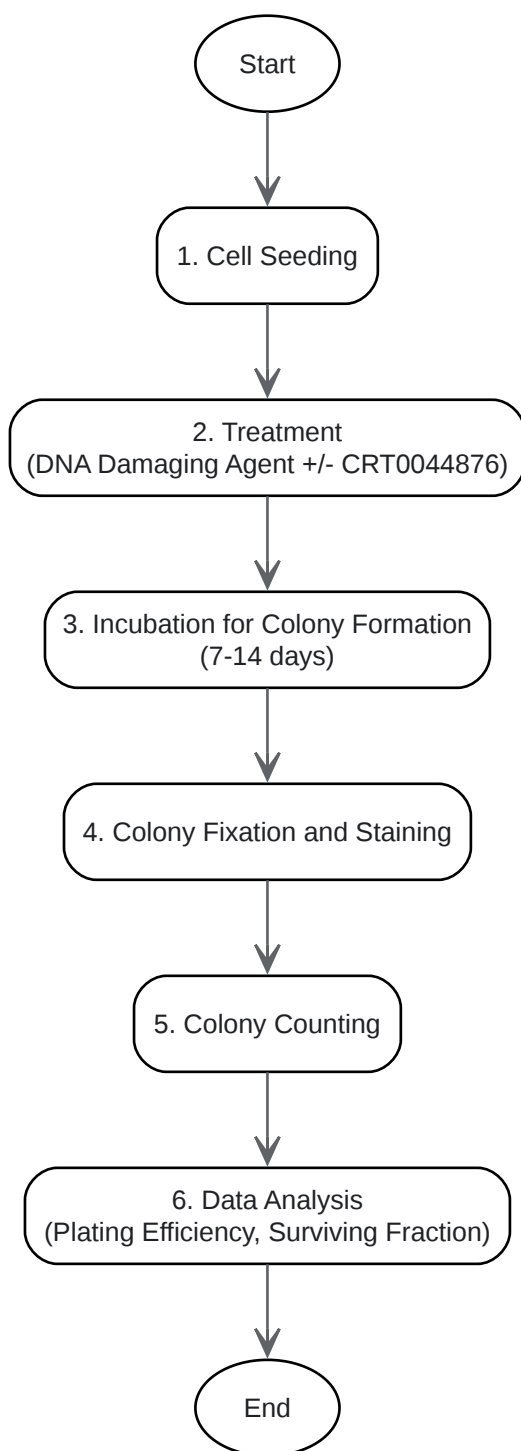 Start
1. Cell Seeding
2. Treatment
(DNA Damaging Agent +/- CRT0044876)
3. Incubation for Colony Formation
(7-14 days)
4. Colony Fixation and Staining
5. Colony Counting
6. Data Analysis
(Plating Efficiency, Surviving Fraction)
End